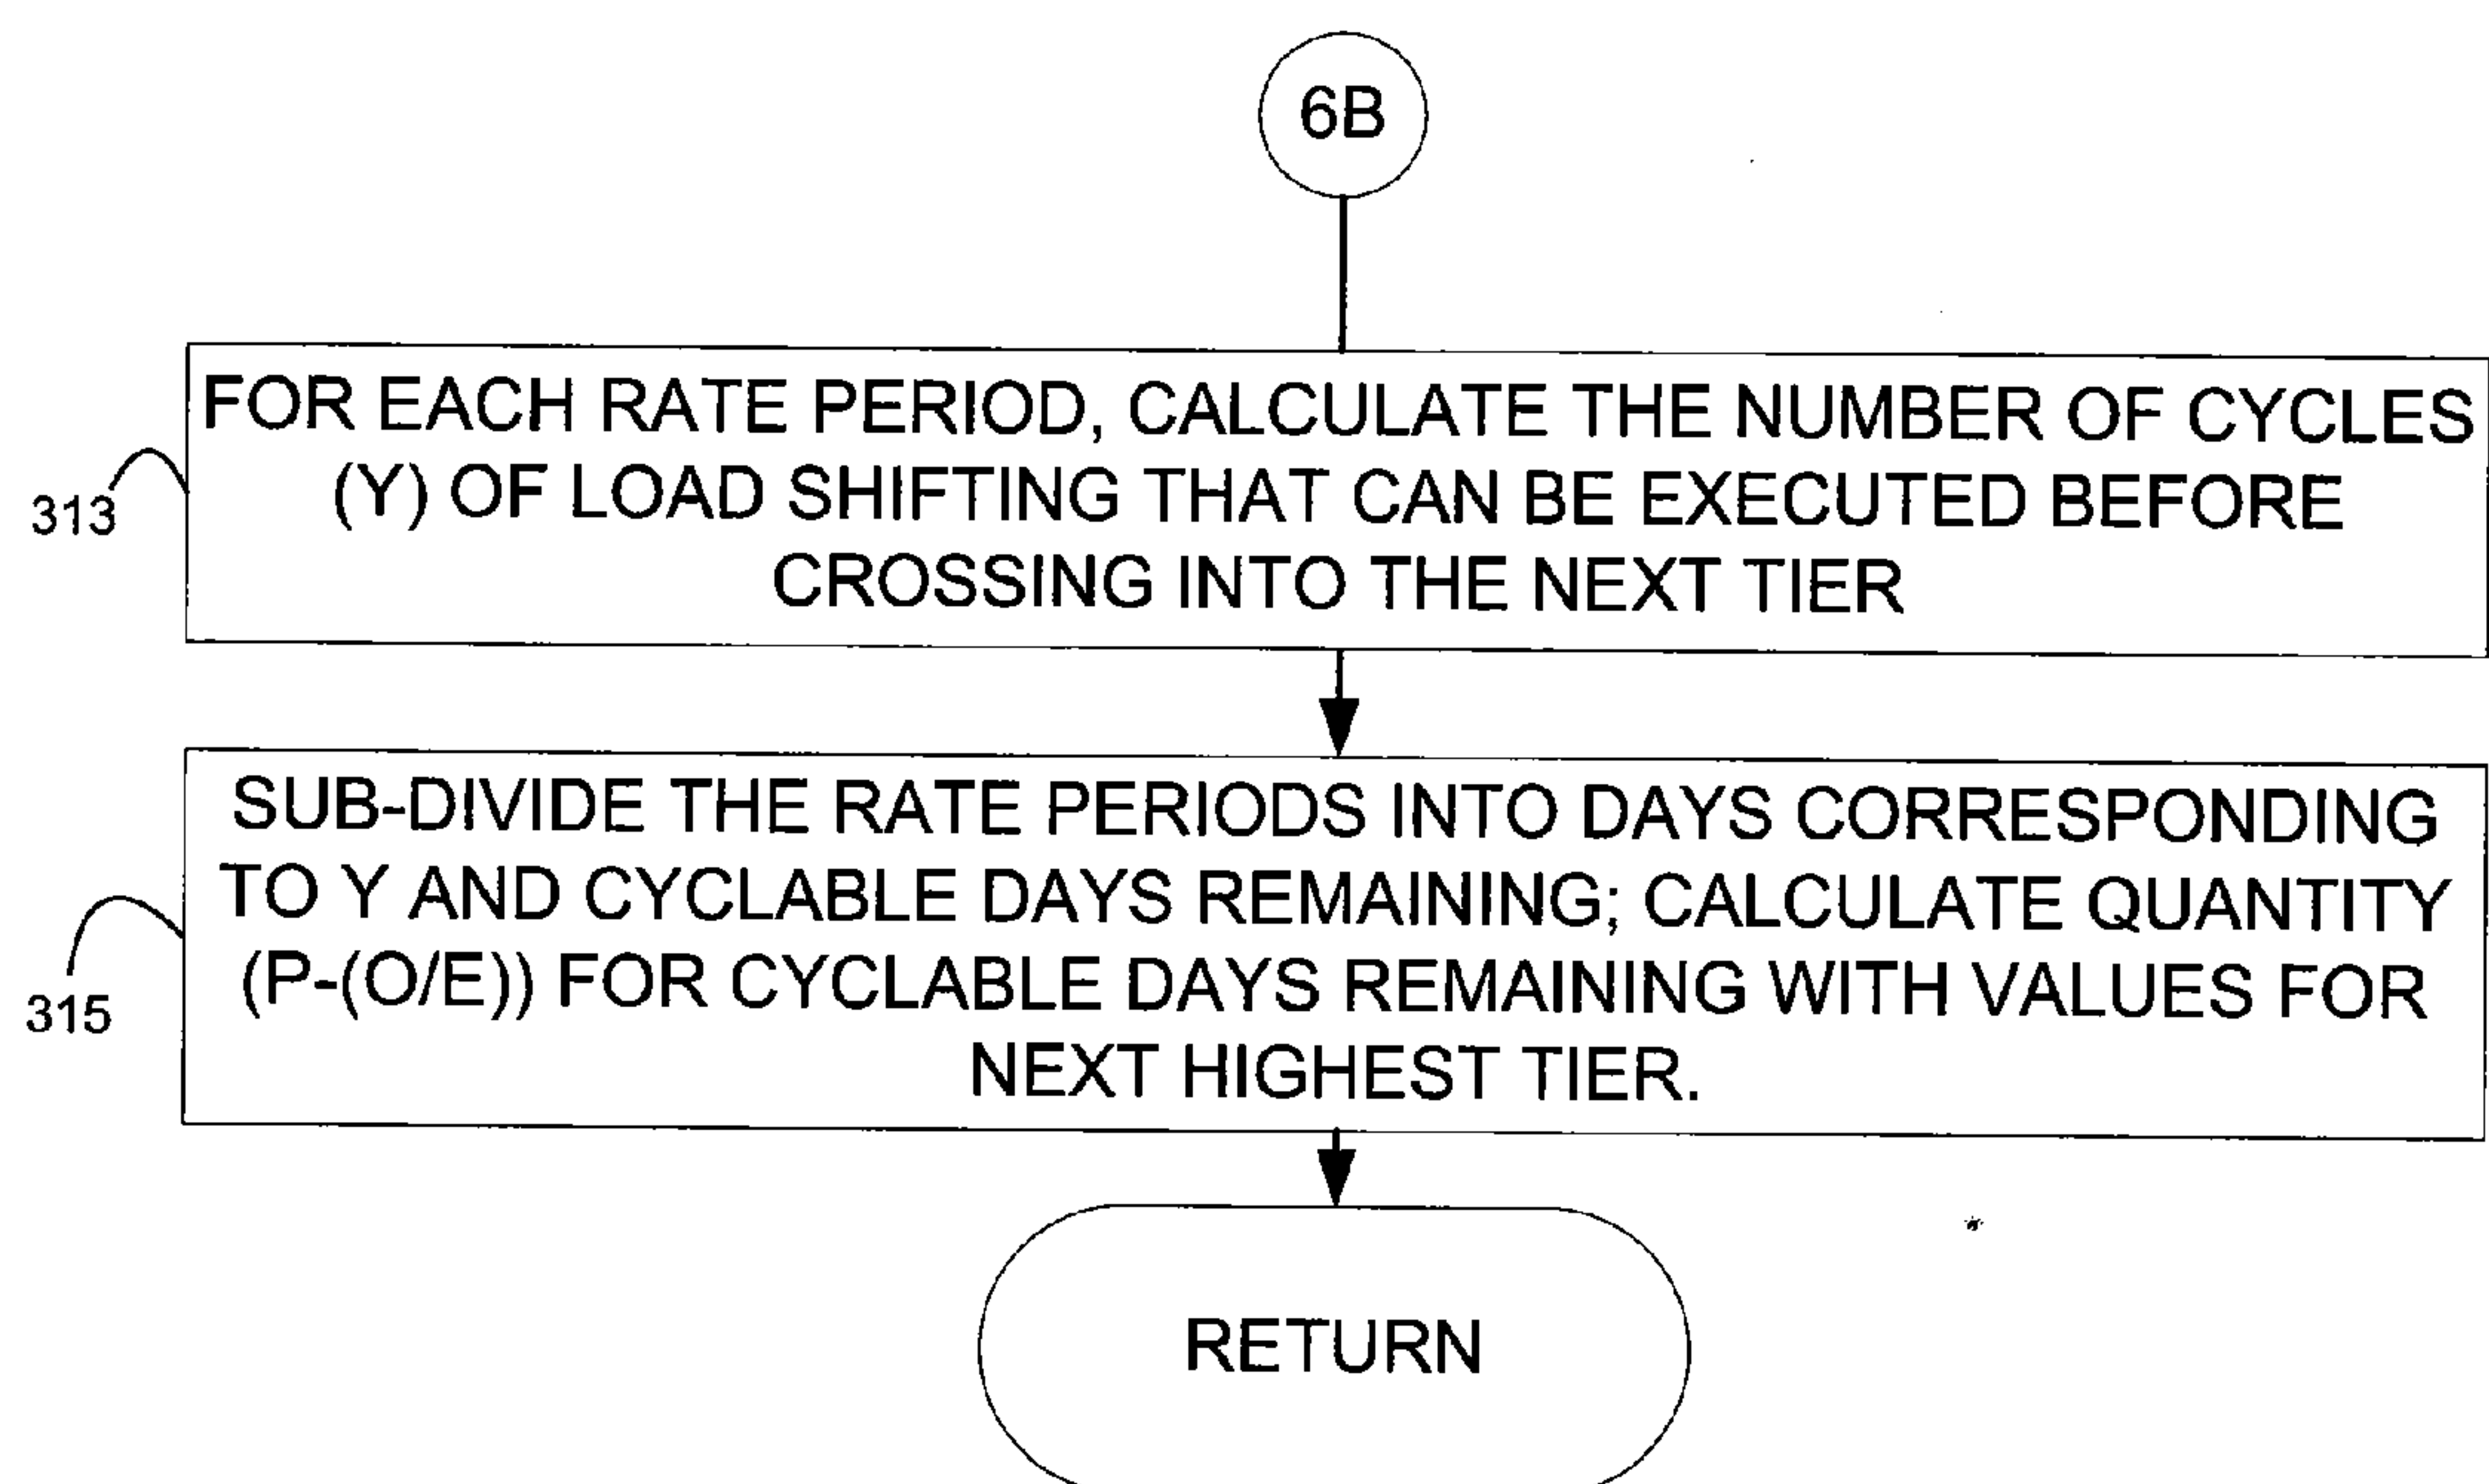 6B
FOR EACH RATE PERIOD, CALCULATE THE NUMBER OF CYCLES
(Y) OF LOAD SHIFTING THAT CAN BE EXECUTED BEFORE
CROSSING INTO THE NEXT TIER
313
SUB-DIVIDE THE RATE PERIODS INTO DAYS CORRESPONDING
TO Y AND CYCLABLE DAYS REMAINING; CALCULATE QUANTITY
(P-(O/E)) FOR CYCLABLE DAYS REMAINING WITH VALUES FOR
NEXT HIGHEST TIER.
315
RETURN